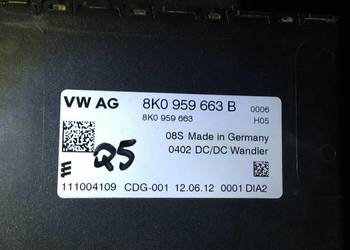 VW AG 8K0 959 663 B 0006
8K0 959 663 H05
08S Made in Germany
0402 DC/DC Wandler
Q5
111004109 CDG-001 12.06.12 0001 DIA2